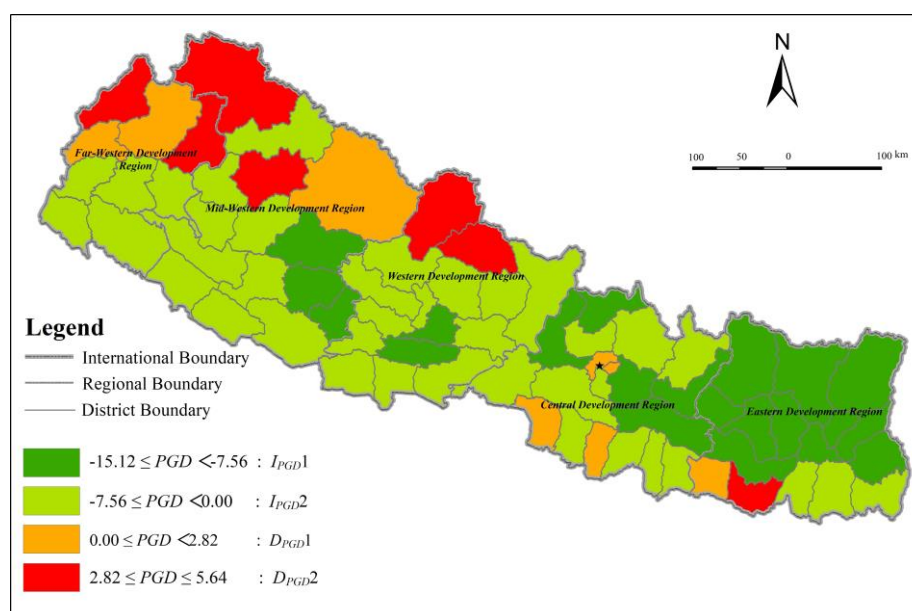 N
100 50 0 100 km
Far-Western Development
Region
Mid-Western Development Region
Western Development Region
Central Development Region
Eastern Development Region
Legend
International Boundary
Regional Boundary
District Boundary
-15.12 ≤ PGD <-7.56 : IPGD1
-7.56 ≤ PGD <0.00 : IPGD2
0.00 ≤ PGD <2.82 : DPGD1
2.82 ≤ PGD ≤ 5.64 : DPGD2